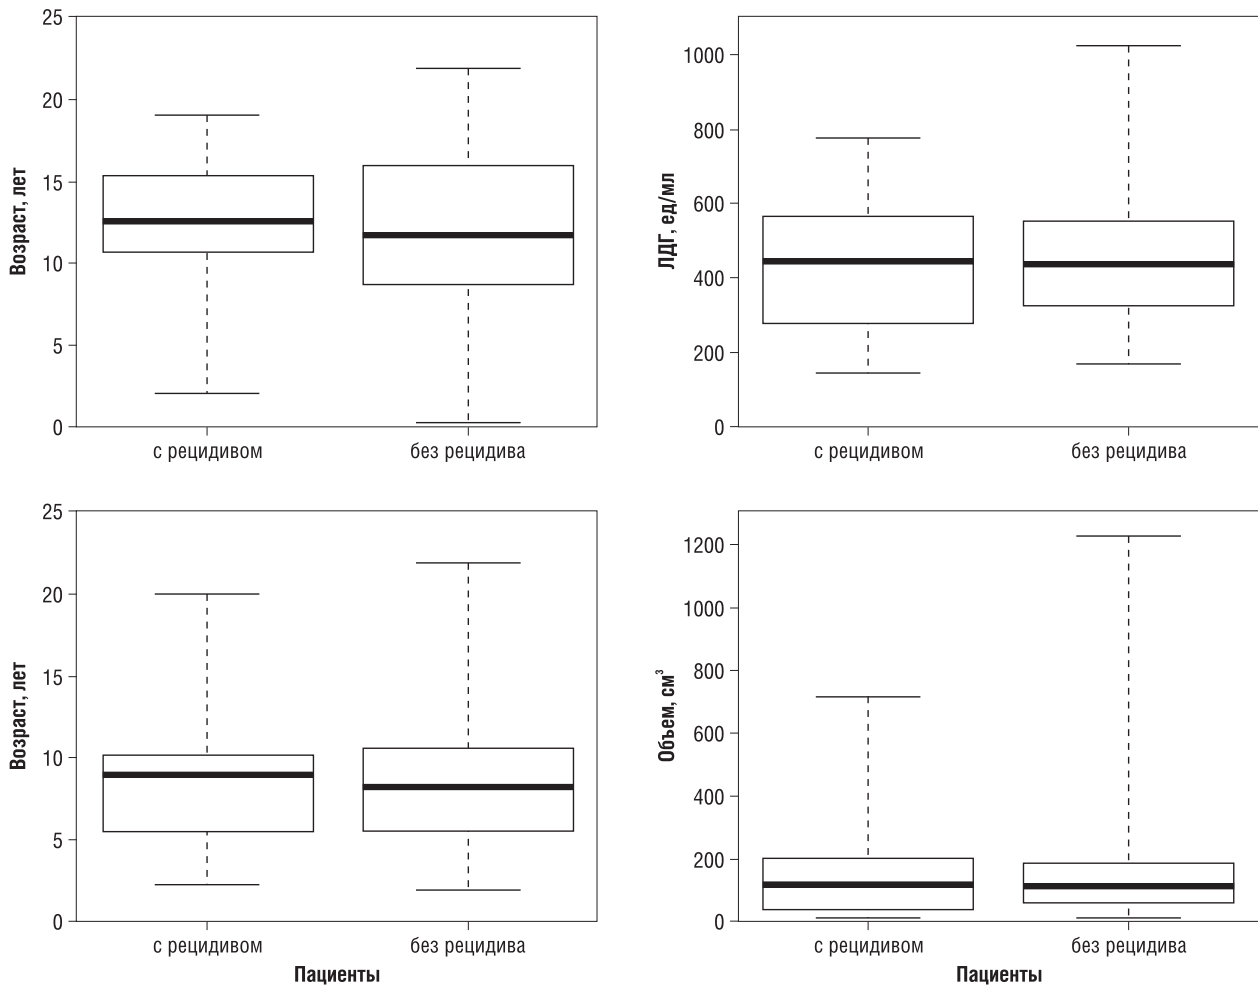 25
20
15
10
5
0
Возраст, лет
с рецидивом
без рецидива
1000
800
600
400
200
0
ЛДГ, ед/мл
с рецидивом
без рецидива
25
20
15
10
5
0
Возраст, лет
с рецидивом
без рецидива
Пациенты
1200
1000
800
600
400
200
0
Объем, см³
с рецидивом
без рецидива
Пациенты